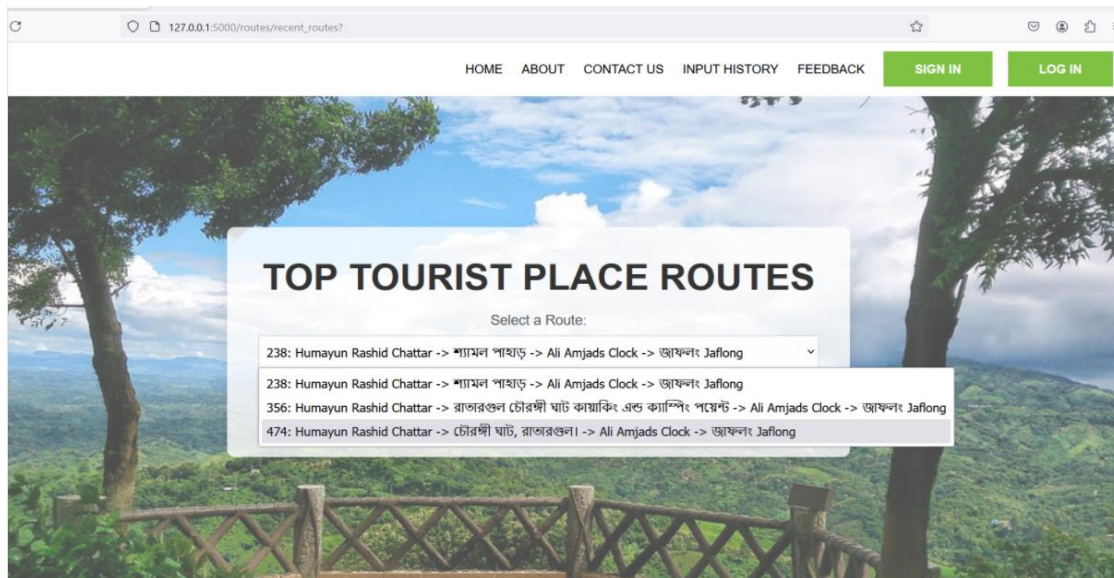 127.0.0.1:5000/routes/recent_routes?
HOME ABOUT CONTACT US INPUT HISTORY FEEDBACK SIGN IN LOG IN
TOP TOURIST PLACE ROUTES
Select a Route:
238: Humayun Rashid Chattar -> শ্যামল পাহাড় -> Ali Amjads Clock -> জাফলং Jaflong
238: Humayun Rashid Chattar -> শ্যামল পাহাড় -> Ali Amjads Clock -> জাফলং Jaflong
356: Humayun Rashid Chattar -> রাতারগুল চৌরঙ্গী ঘাট কায়াকিং এন্ড ক্যাম্পিং পয়েন্ট -> Ali Amjads Clock -> জাফলং Jaflong
474: Humayun Rashid Chattar -> চৌরঙ্গী ঘাট, রাতারগুল। -> Ali Amjads Clock -> জাফলং Jaflong